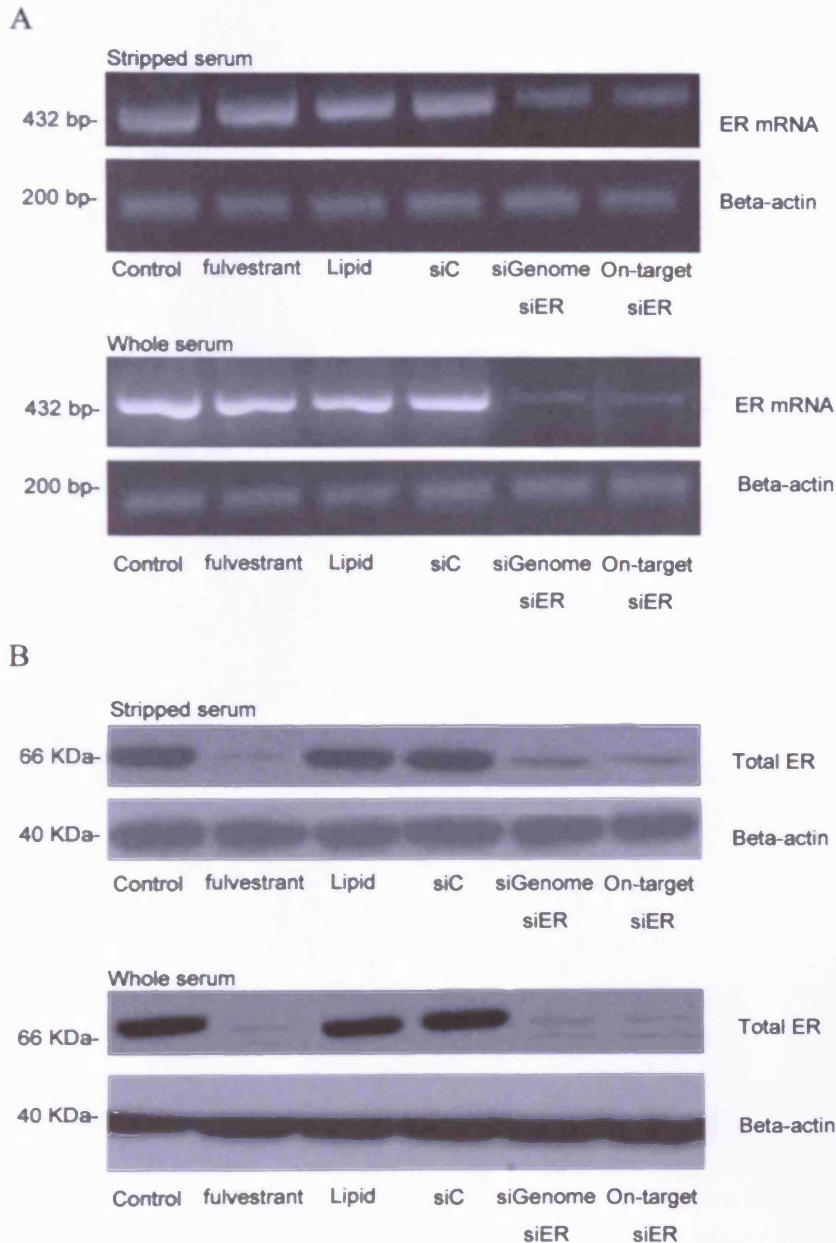 A
Stripped serum
432 bp-
ER mRNA
200 bp-
Beta-actin
Control fulvestrant Lipid siC siGenome On-target
siER siER
Whole serum
432 bp-
ER mRNA
200 bp-
Beta-actin
Control fulvestrant Lipid siC siGenome On-target
siER siER
B
Stripped serum
66 KDa-
Total ER
40 KDa-
Beta-actin
Control fulvestrant Lipid siC siGenome On-target
siER siER
Whole serum
66 KDa-
Total ER
40 KDa-
Beta-actin
Control fulvestrant Lipid siC siGenome On-target
siER siER